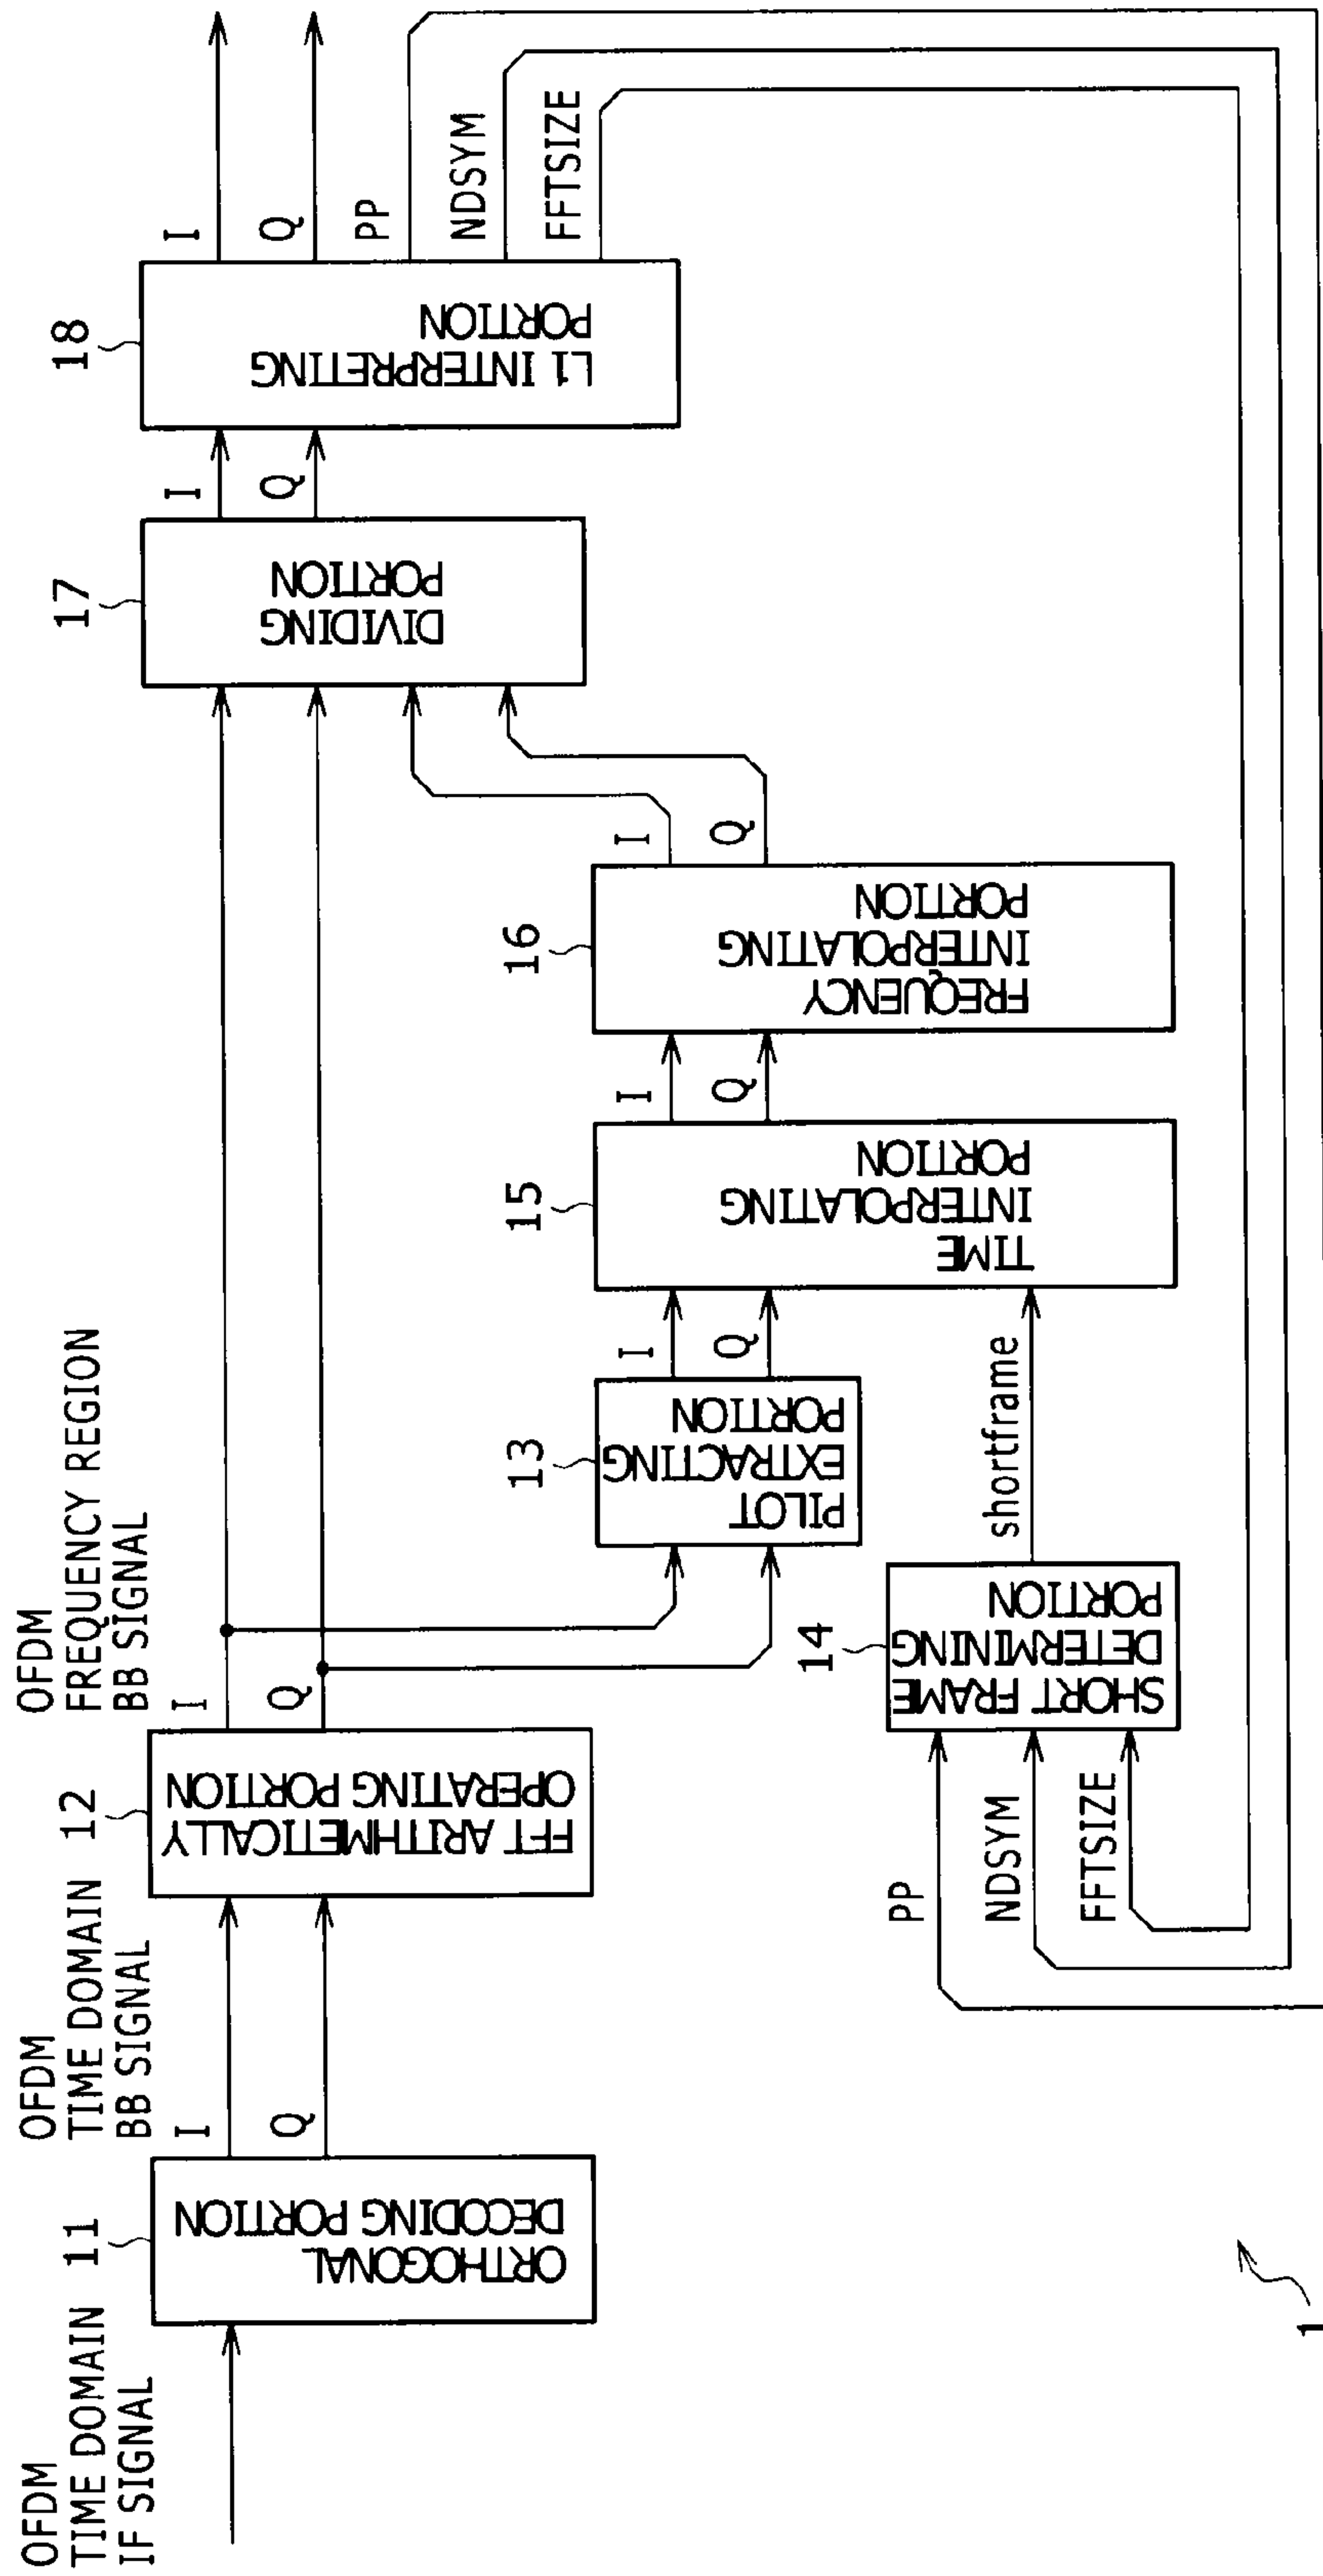 OFDM
TIME DOMAIN
IF SIGNAL
11
ORTHOGONAL
DECODING PORTION
OFDM
TIME DOMAIN
BB SIGNAL
I
Q
12
FFT ARITHMETICALLY
OPERATING PORTION
OFDM
FREQUENCY REGION
BB SIGNAL
I
Q
13
PILOT
EXTRACTING
PORTION
I
Q
PP
NDSYM
FFTSIZE
14
SHORT FRAME
DETERMINING
PORTION
shortframe
15
TIME
INTERPOLATING
PORTION
I
Q
16
FREQUENCY
INTERPOLATING
PORTION
I
Q
17
DIVIDING
PORTION
I
Q
18
L1 INTERPRETING
PORTION
I
Q
PP
NDSYM
FFTSIZE
1